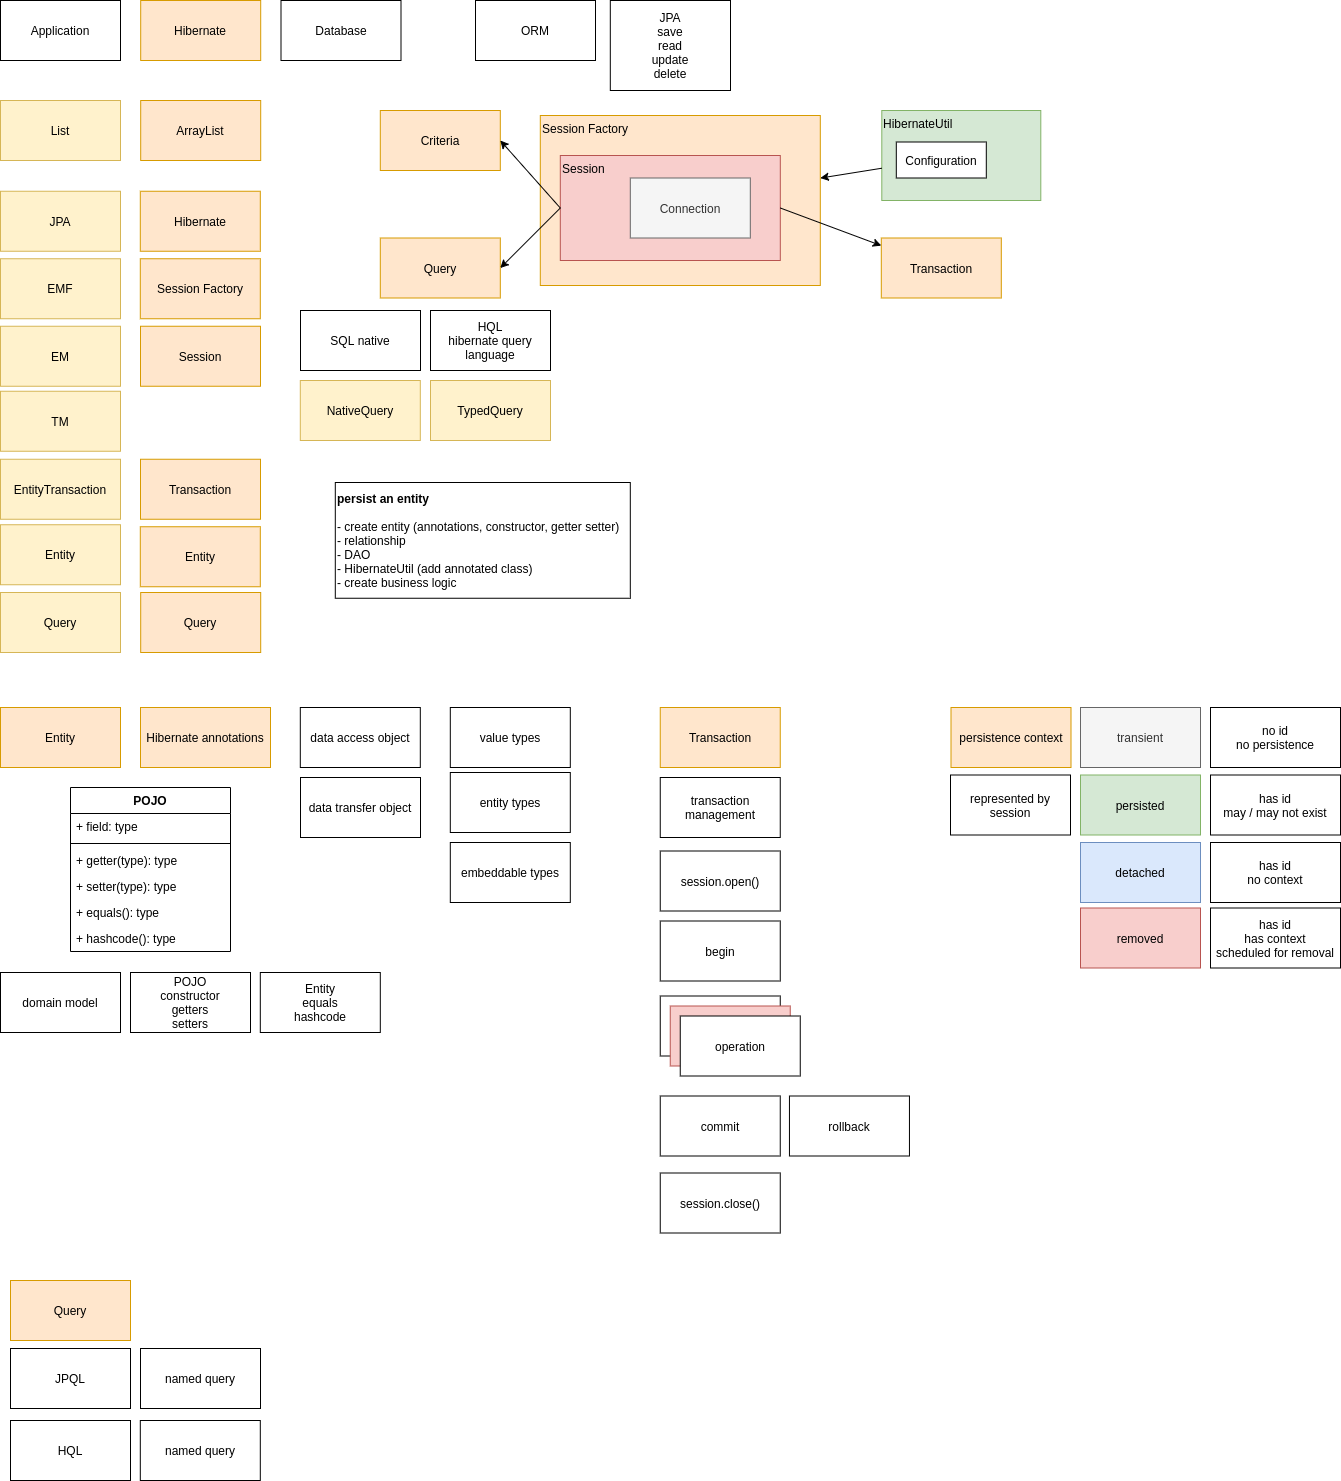 Application
Hibernate
Database
ORM
JPA
save
read
update
delete
List
ArrayList
Criteria
Session Factory
Session
Connection
HibernateUtil
Configuration
JPA
Hibernate
Query
Transaction
EMF
Session Factory
EM
Session
SQL native
HQL
hibernate query
language
TM
NativeQuery
TypedQuery
EntityTransaction
Transaction
persist an entity
- create entity (annotations, constructor, getter setter)
- relationship
- DAO
- HibernateUtil (add annotated class)
- create business logic
Entity
Entity
Query
Query
Entity
Hibernate annotations
data access object
value types
Transaction
persistence context
transient
no id
no persistence
POJO
+ field: type
+ getter(type): type
+ setter(type): type
+ equals(): type
+ hashcode(): type
data transfer object
entity types
embeddable types
transaction
management
represented by
session
persisted
has id
may / may not exist
detached
has id
no context
removed
has id
has context
scheduled for removal
session.open()
begin
domain model
POJO
constructor
getters
setters
Entity
equals
hashcode
operation
commit
rollback
session.close()
Query
JPQL
named query
HQL
named query